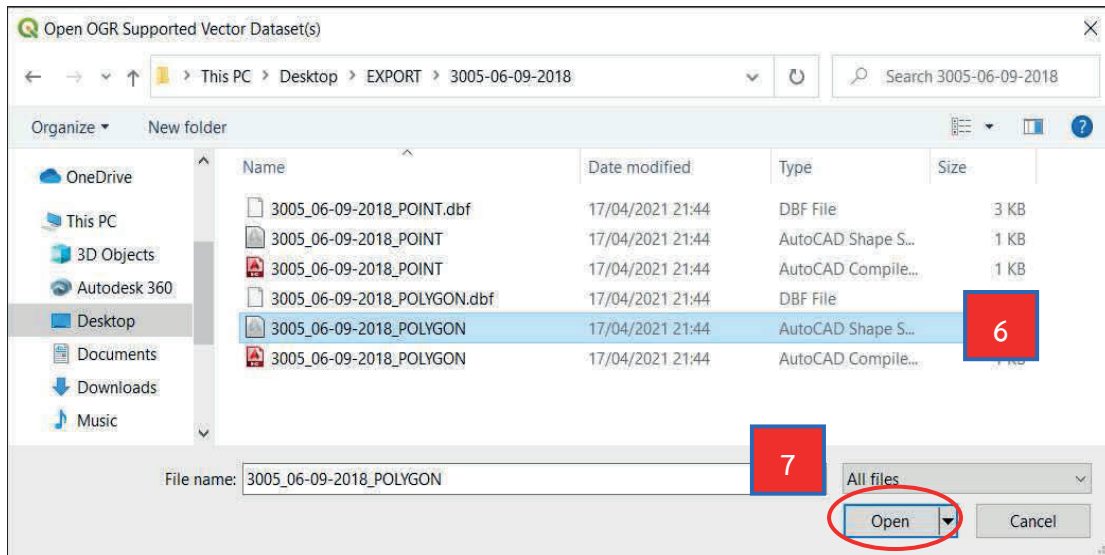 Open OGR Supported Vector Dataset(s)
This PC > Desktop > EXPORT > 3005-06-09-2018
Search 3005-06-09-2018
Organize New folder
Name Date modified Type Size
OneDrive
This PC
3D Objects
Autodesk 360
Desktop
Documents
Downloads
Music
3005_06-09-2018_POINT.dbf 17/04/2021 21:44 DBF File 3 KB
3005_06-09-2018_POINT 17/04/2021 21:44 AutoCAD Shape S... 1 KB
3005_06-09-2018_POINT 17/04/2021 21:44 AutoCAD Compile... 1 KB
3005_06-09-2018_POLYGON.dbf 17/04/2021 21:44 DBF File
3005_06-09-2018_POLYGON 17/04/2021 21:44 AutoCAD Shape S...
3005_06-09-2018_POLYGON 17/04/2021 21:44 AutoCAD Compile...
6
7
File name: 3005_06-09-2018_POLYGON All files
Open Cancel